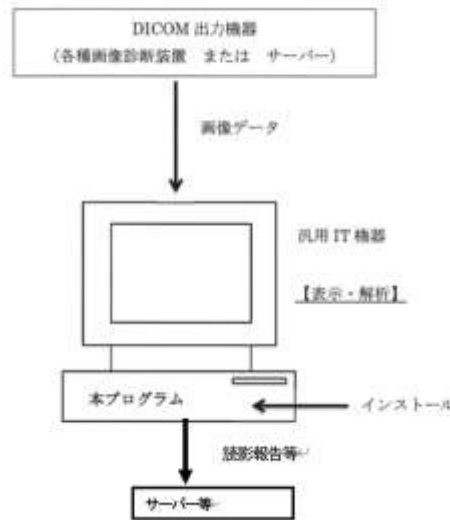 DICOM 出力機器
(各種画像診断装置 または サーバー)
画像データ
汎用 IT 機器
【表示・解析】
本プログラム
インストール
読影報告等↵
サーバー等